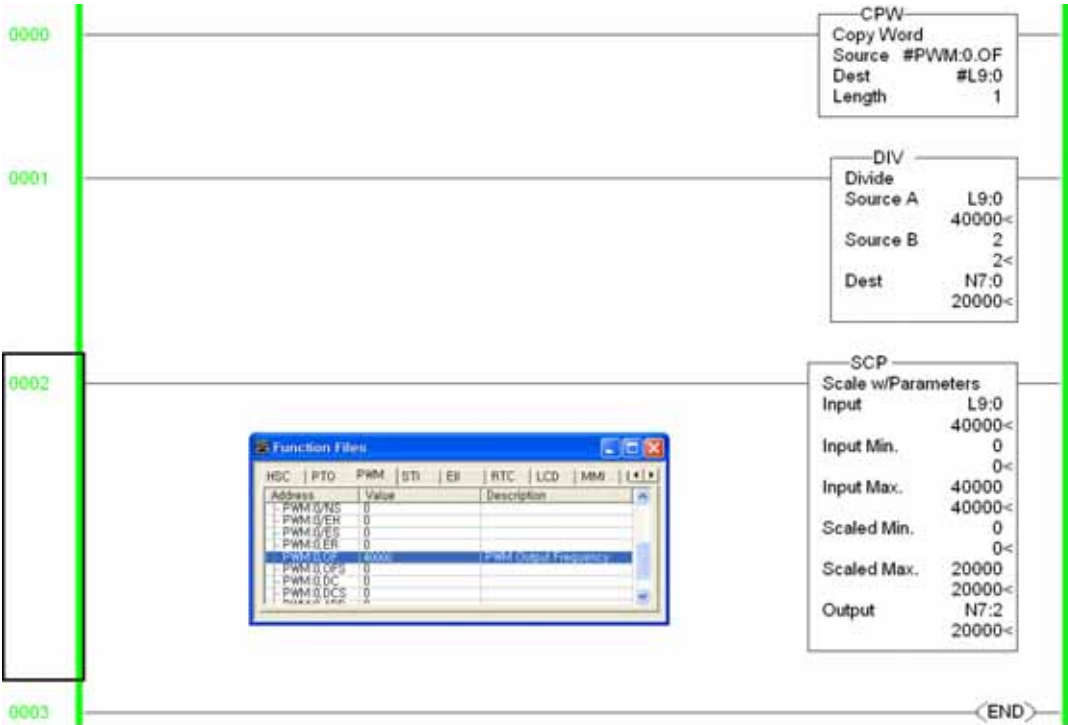 0000
CPW
Copy Word
Source #PWM:0.OF
Dest #L9:0
Length 1
0001
DIV
Divide
Source A L9:0
40000<
Source B 2
2<
Dest N7:0
20000<
0002
SCP
Scale w/Parameters
Input L9:0
40000<
Input Min. 0
0<
Input Max. 40000
40000<
Scaled Min. 0
0<
Scaled Max. 20000
20000<
Output N7:2
20000<
Function Files
HSC PTO PWM STI EII RTC LCD MMI
Address Value Description
PWM:0/NS 0
PWM:0/EH 0
PWM:0/ES 0
PWM:0.ER 0
PWM:0.OF 40000 PWM Output Frequency
PWM:0.OFS 0
PWM:0.DC 0
PWM:0.DCS 0
0003
END